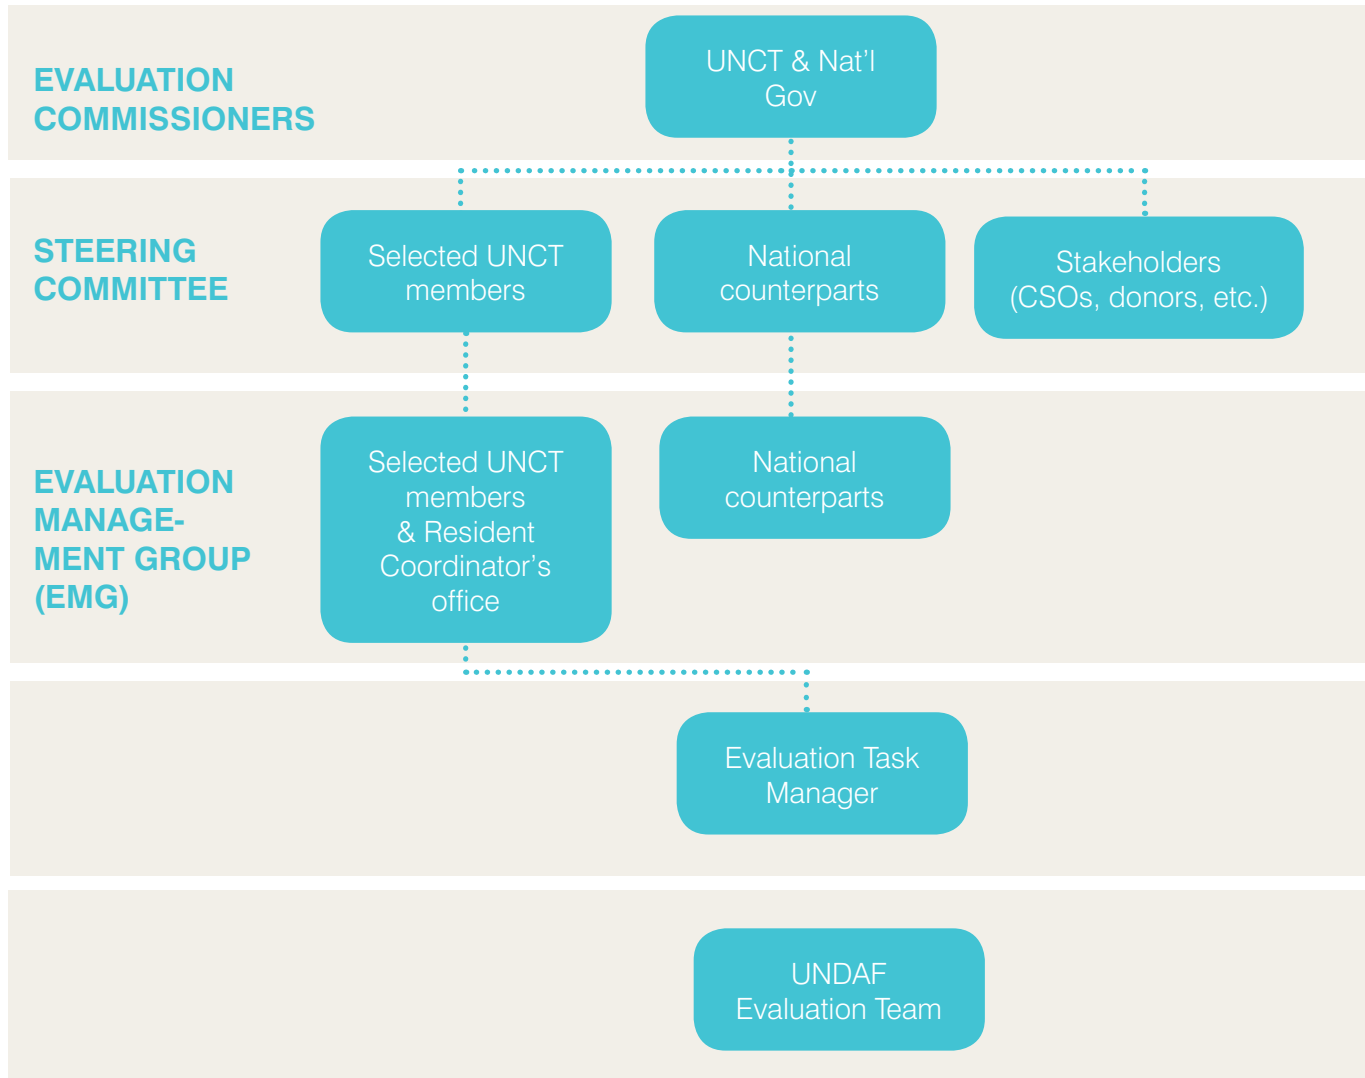 EVALUATION
COMMISSIONERS
UNCT & Nat’l
Gov
STEERING
COMMITTEE
Selected UNCT
members
National
counterparts
Stakeholders
(CSOs, donors, etc.)
EVALUATION
MANAGE-
MENT GROUP
(EMG)
Selected UNCT
members
& Resident
Coordinator’s
office
National
counterparts
Evaluation Task
Manager
UNDAF
Evaluation Team